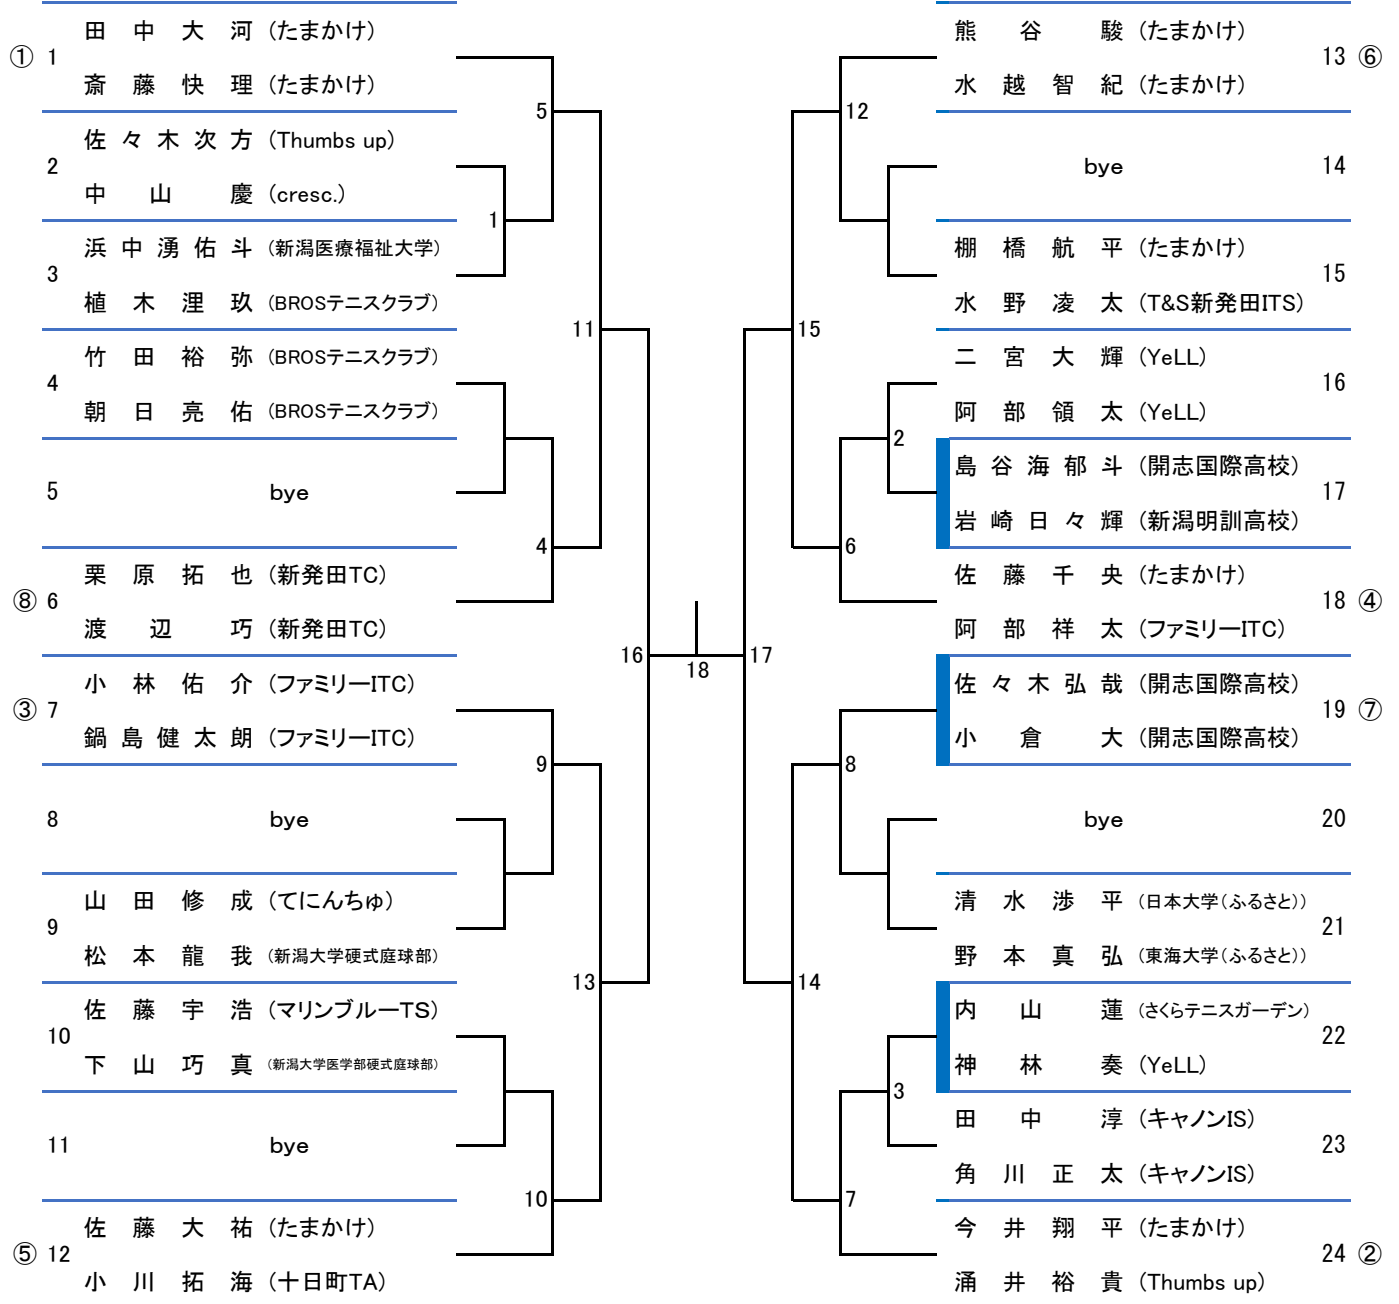 ① 1 田中大河 (たまかけ)
斎藤快理 (たまかけ)
2 佐々木次方 (Thumbs up)
中山慶 (cresc.)
3 浜中湧佑斗 (新潟医療福祉大学)
植木浬玖 (BROSテニスクラブ)
4 竹田裕弥 (BROSテニスクラブ)
朝日亮佑 (BROSテニスクラブ)
5 bye
⑧ 6 栗原拓也 (新発田TC)
渡辺巧 (新発田TC)
③ 7 小林佑介 (ファミリーITC)
鍋島健太朗 (ファミリーITC)
8 bye
9 山田修成 (てにんちゅ)
松本龍我 (新潟大学硬式庭球部)
10 佐藤宇浩 (マリンブルーTS)
下山巧真 (新潟大学医学部硬式庭球部)
11 bye
⑤ 12 佐藤大祐 (たまかけ)
小川拓海 (十日町TA)
5
1
11
4
16
9
13
10
18
12
15
2
6
17
8
14
3
7
熊谷駿 (たまかけ) 13 ⑥
水越智紀 (たまかけ)
bye 14
棚橋航平 (たまかけ) 15
水野凌太 (T&S新発田ITS)
二宮大輝 (YeLL) 16
阿部領太 (YeLL)
島谷海郁斗 (開志国際高校) 17
岩崎日々輝 (新潟明訓高校)
佐藤千央 (たまかけ) 18 ④
阿部祥太 (ファミリーITC)
佐々木弘哉 (開志国際高校) 19 ⑦
小倉大 (開志国際高校)
bye 20
清水渉平 (日本大学(ふるさと)) 21
野本真弘 (東海大学(ふるさと))
内山蓮 (さくらテニスガーデン) 22
神林奏 (YeLL)
田中淳 (キャノンIS) 23
角川正太 (キャノンIS)
今井翔平 (たまかけ) 24 ②
涌井裕貴 (Thumbs up)